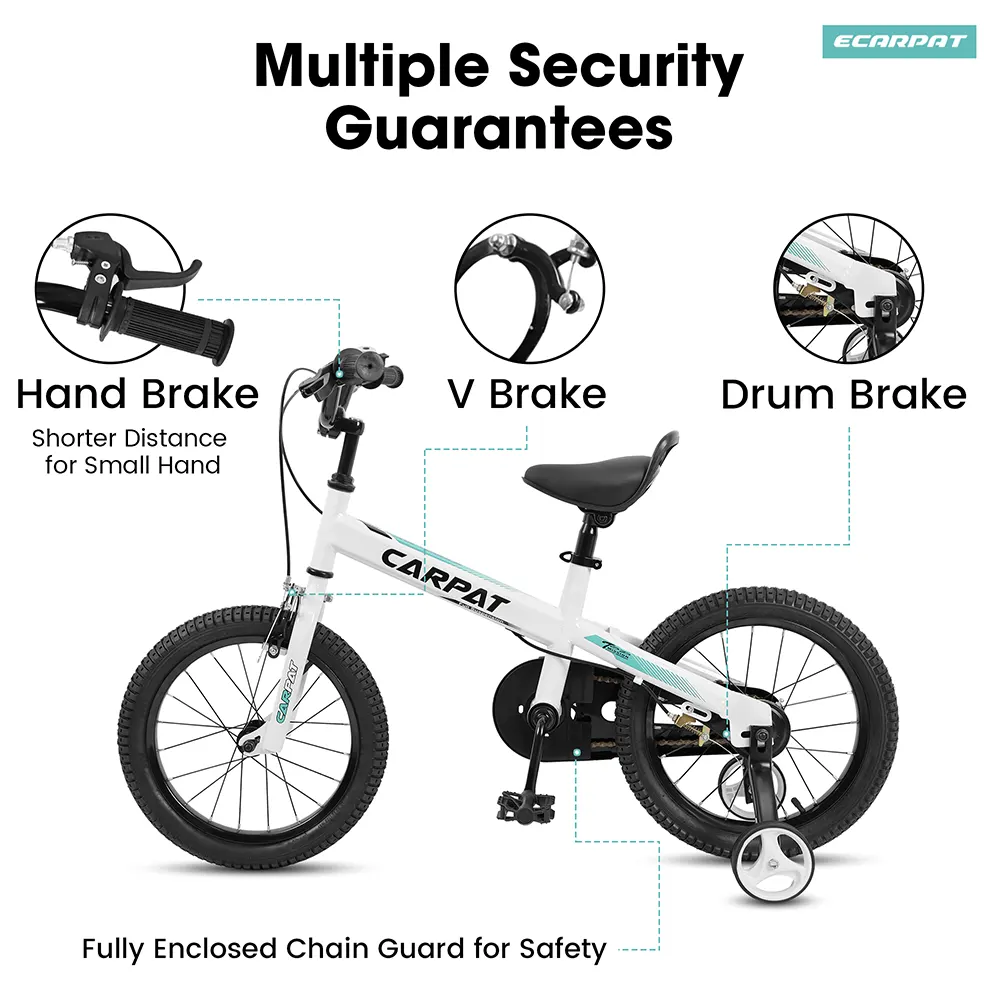 ECARPAT
Multiple Security
Guarantees
Hand Brake
Shorter Distance
for Small Hand
V Brake
Drum Brake
CARPAT
CARPAT
Fully Enclosed Chain Guard for Safety